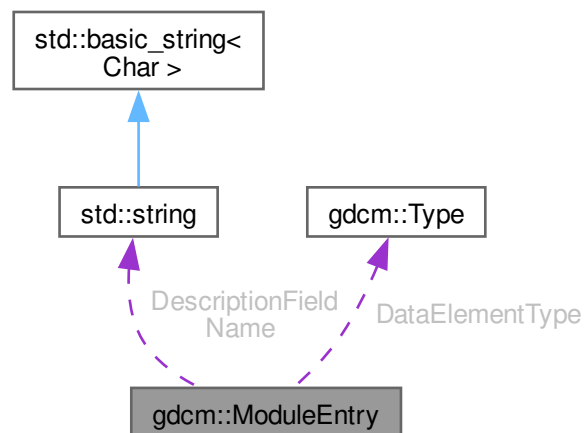 std::basic_string<
Char >
std::string
gdcm::Type
DescriptionField
Name
DataElementType
gdcm::ModuleEntry